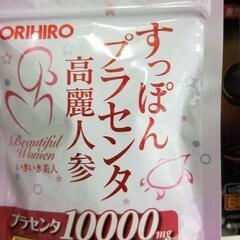 ORIHIRO
すっぽん
プラセンタ
高麗人参
Beautiful
Women
いきいき美人
プラセンタ10000mg